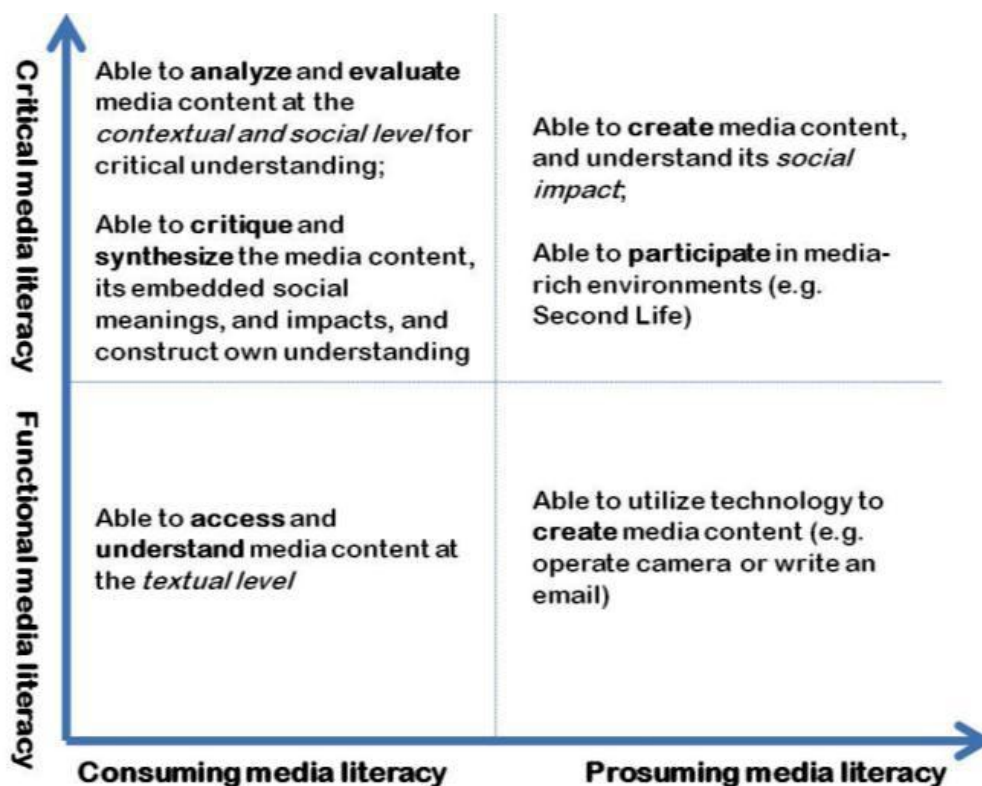 Critical media literacy
Able to analyze and evaluate
media content at the
contextual and social level for
critical understanding;
Able to critique and
synthesize the media content,
its embedded social
meanings, and impacts, and
construct own understanding
Able to create media content,
and understand its social
impact;
Able to participate in media-
rich environments (e.g.
Second Life)
Functional media literacy
Able to access and
understand media content at
the textual level
Able to utilize technology to
create media content (e.g.
operate camera or write an
email)
Consuming media literacy
Prosuming media literacy